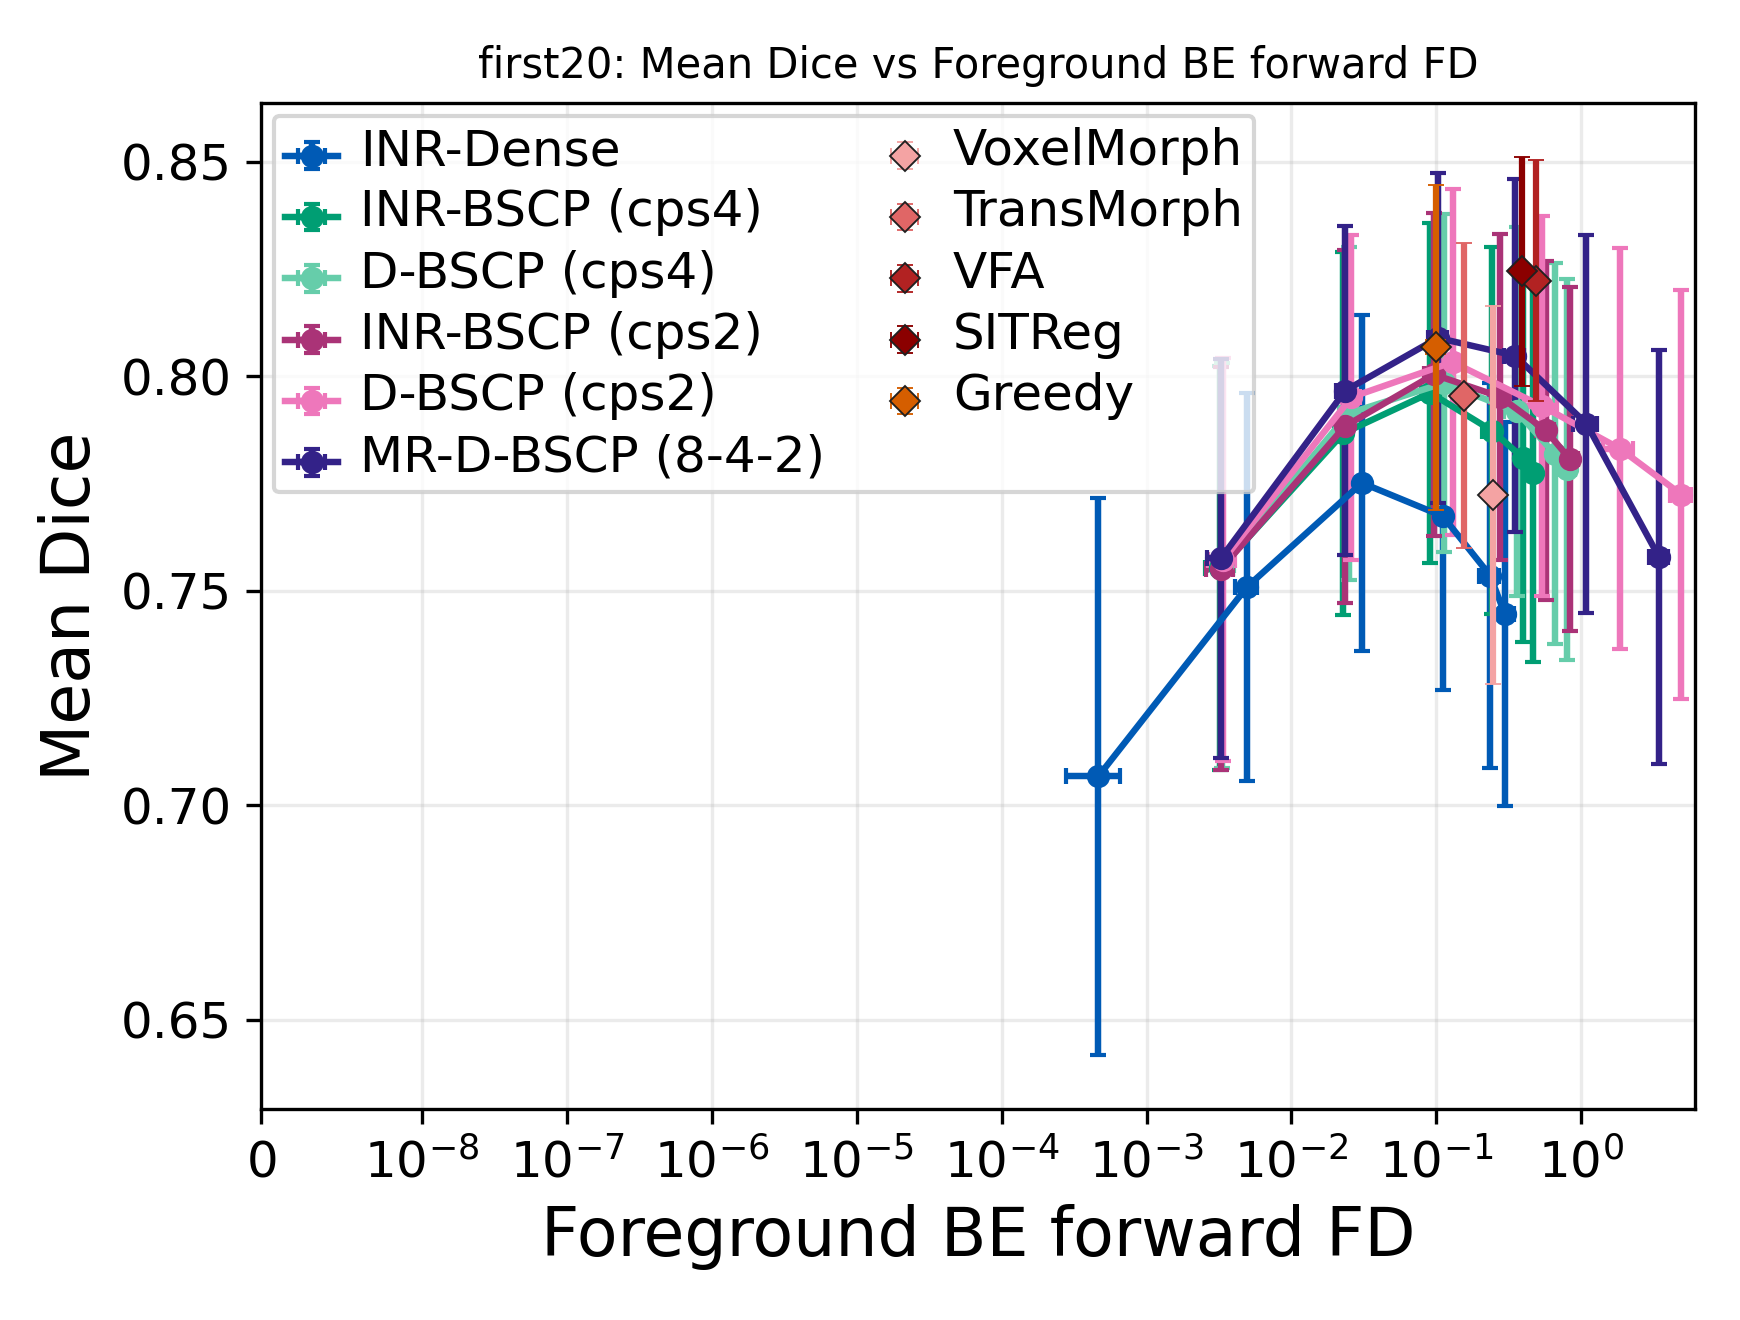 first20: Mean Dice vs Foreground BE forward FD
INR-Dense
INR-BSCP (cps4)
D-BSCP (cps4)
INR-BSCP (cps2)
D-BSCP (cps2)
MR-D-BSCP (8-4-2)
VoxelMorph
TransMorph
VFA
SITReg
Greedy
Mean Dice
0.85
0.80
0.75
0.70
0.65
0 10⁻⁸ 10⁻⁷ 10⁻⁶ 10⁻⁵ 10⁻⁴ 10⁻³ 10⁻² 10⁻¹ 10⁰
Foreground BE forward FD